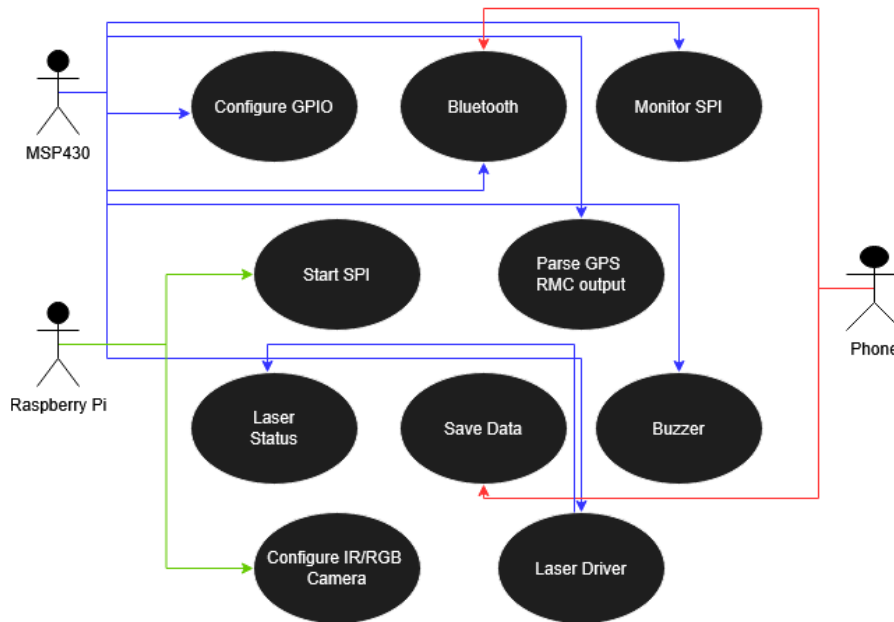 Configure GPIO
Bluetooth
Monitor SPI
MSP430
Start SPI
Parse GPS
RMC output
Phone
Raspberry Pi
Laser
Status
Save Data
Buzzer
Configure IR/RGB
Camera
Laser Driver